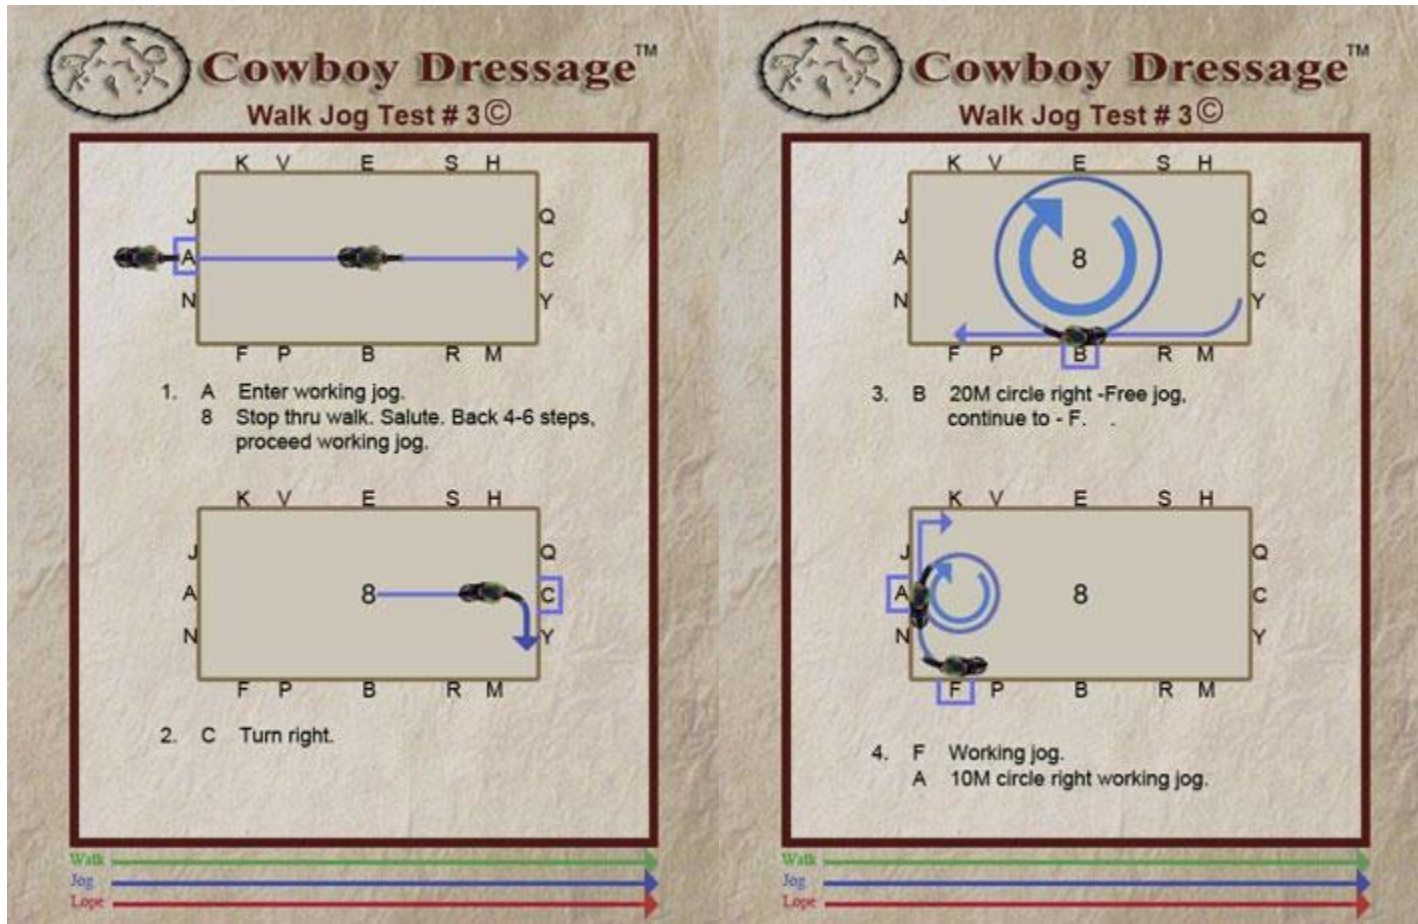 Cowboy Dressage™
Walk Jog Test # 3©
K V E S H
J Q
A C
N Y
F P B R M
1. A Enter working jog.
8 Stop thru walk. Salute. Back 4-6 steps,
proceed working jog.
K V E S H
J Q
A 8 C
N Y
F P B R M
2. C Turn right.
Walk
Jog
Lope
Cowboy Dressage™
Walk Jog Test # 3©
K V E S H
J Q
A 8 C
N Y
F P B R M
3. B 20M circle right -Free jog,
continue to - F. .
K V E S H
J Q
A 8 C
N Y
F P B R M
4. F Working jog.
A 10M circle right working jog.
Walk
Jog
Lope